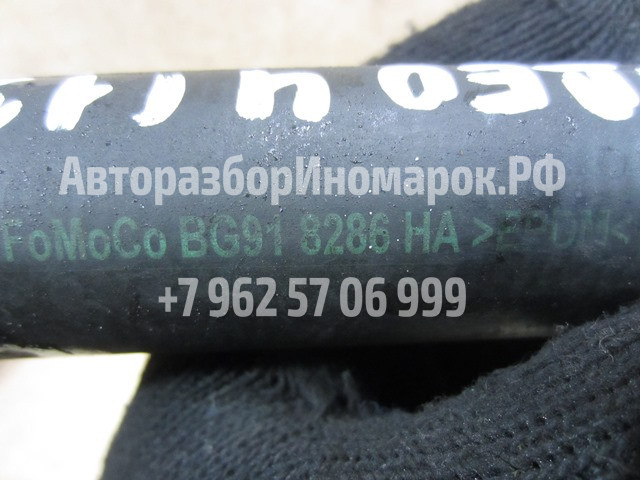 АвторазборИномарок.РФ
FoMoCo BG91 8286 HA >EPDM<
+7 962 57 06 999